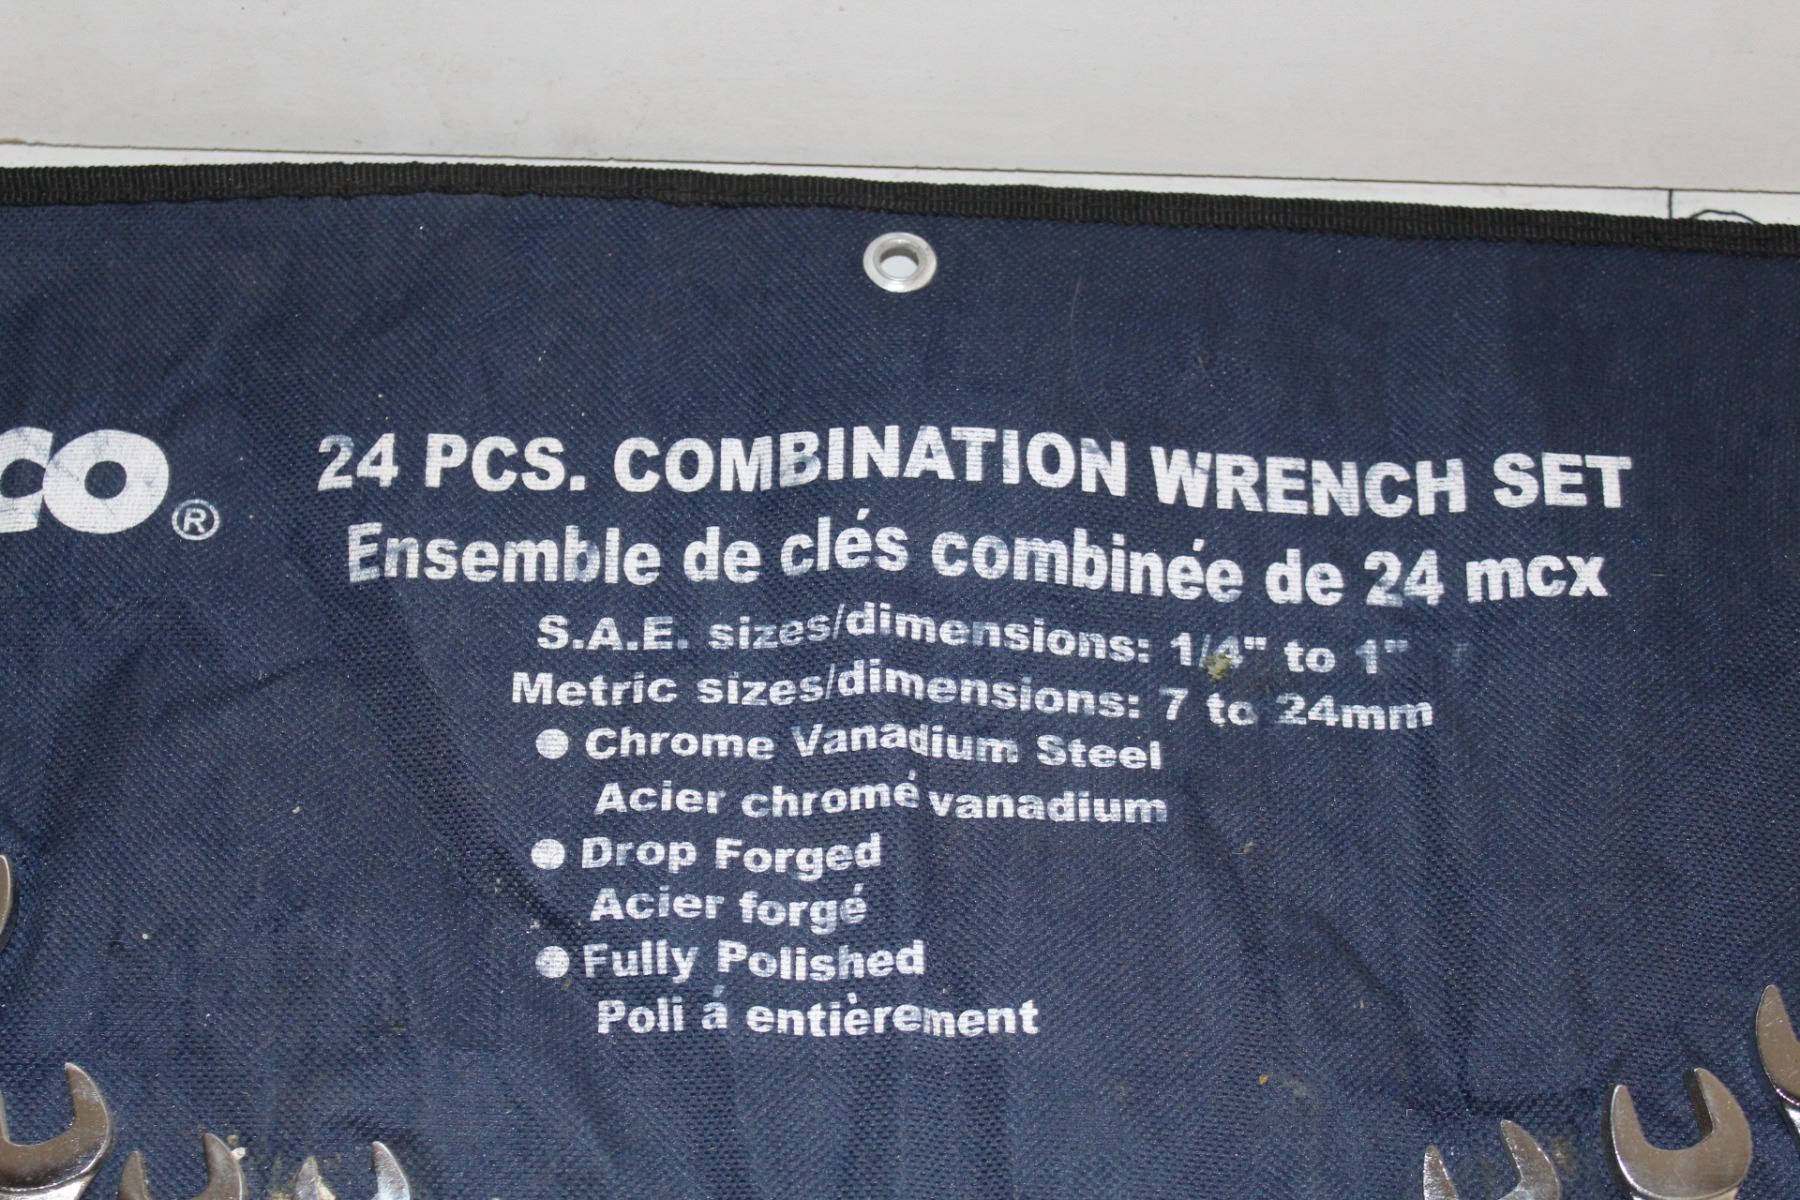 CO®
24 PCS. COMBINATION WRENCH SET
Ensemble de clés combinée de 24 mcx
S.A.E. sizes/dimensions: 1/4" to 1"
Metric sizes/dimensions: 7 to 24mm
● Chrome Vanadium Steel
Acier chromé vanadium
● Drop Forged
Acier forgé
● Fully Polished
Poli á entièrement